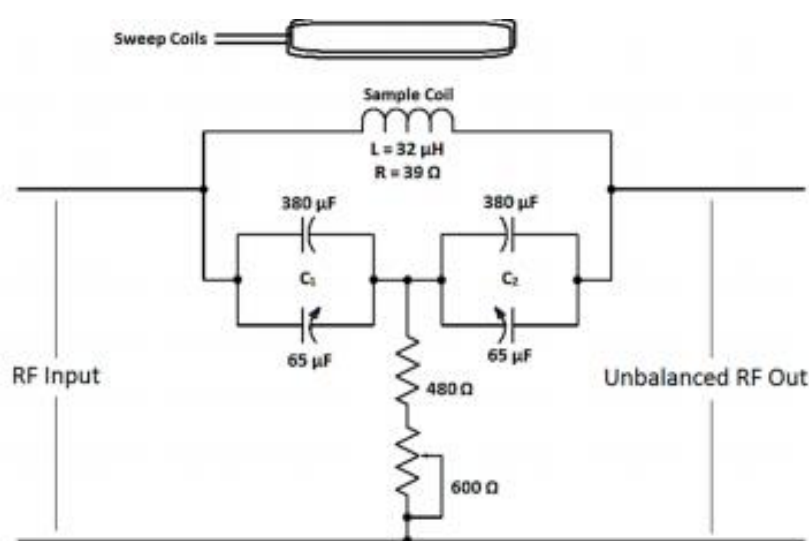 Sweep Coils
Sample Coil
L = 32 µH
R = 39 Ω
380 µF
380 µF
C₁
C₂
65 µF
65 µF
RF Input
Unbalanced RF Out
480 Ω
600 Ω